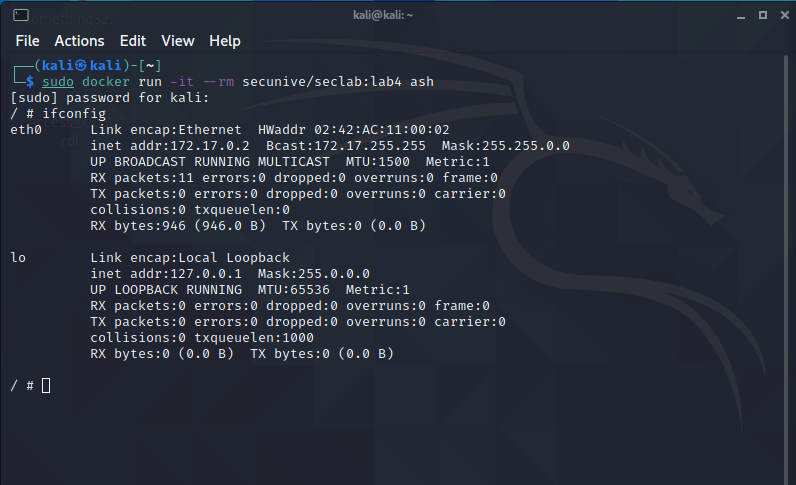 kali@kali: ~
File Actions Edit View Help
┌──(kali㉿kali)-[~]
└─$ sudo docker run -it --rm secunive/seclab:lab4 ash
[sudo] password for kali:
/ # ifconfig
eth0      Link encap:Ethernet  HWaddr 02:42:AC:11:00:02
          inet addr:172.17.0.2  Bcast:172.17.255.255  Mask:255.255.0.0
          UP BROADCAST RUNNING MULTICAST  MTU:1500  Metric:1
          RX packets:11 errors:0 dropped:0 overruns:0 frame:0
          TX packets:0 errors:0 dropped:0 overruns:0 carrier:0
          collisions:0 txqueuelen:0
          RX bytes:946 (946.0 B)  TX bytes:0 (0.0 B)
lo        Link encap:Local Loopback
          inet addr:127.0.0.1  Mask:255.0.0.0
          UP LOOPBACK RUNNING  MTU:65536  Metric:1
          RX packets:0 errors:0 dropped:0 overruns:0 frame:0
          TX packets:0 errors:0 dropped:0 overruns:0 carrier:0
          collisions:0 txqueuelen:1000
          RX bytes:0 (0.0 B)  TX bytes:0 (0.0 B)
/ #